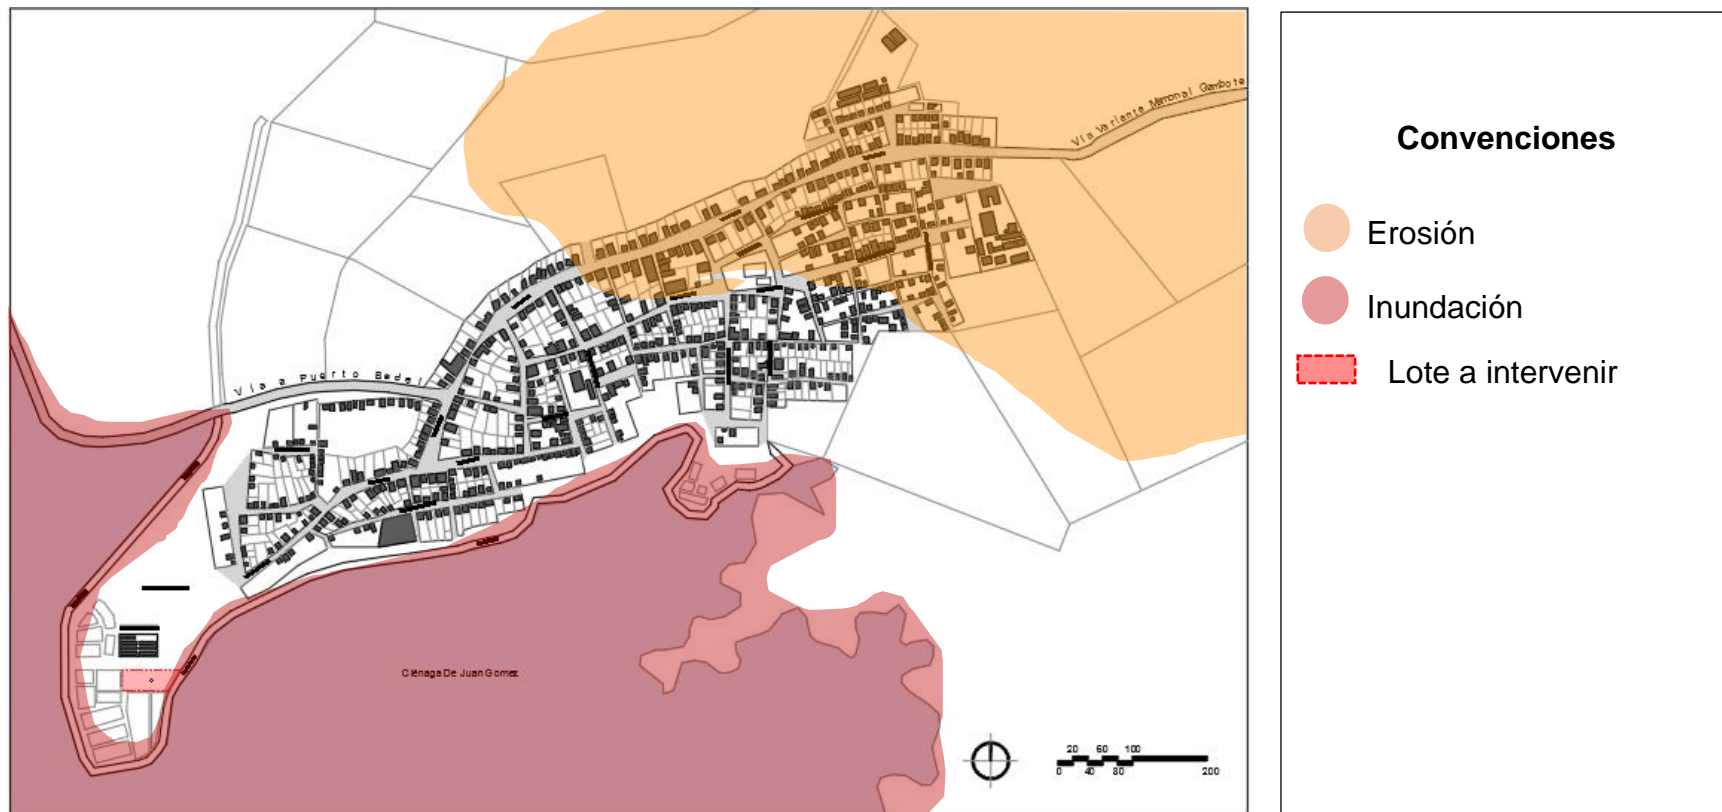 Vía Variante Mamonal Gambote
Vía a Puerto Badel
Ciénaga De Juan Gomez
20 60 100
0 40 80 200
Convenciones
Erosión
Inundación
Lote a intervenir